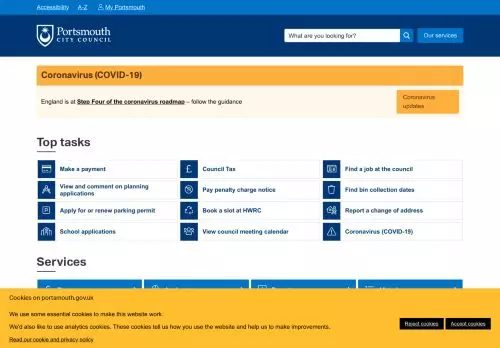 Accessibility A-Z My Portsmouth
Portsmouth
CITY COUNCIL
What are you looking for?
Our services
Coronavirus (COVID-19)
England is at Step Four of the coronavirus roadmap – follow the guidance
Coronavirus
updates
Top tasks
Make a payment
Council Tax
Find a job at the council
View and comment on planning
applications
Pay penalty charge notice
Find bin collection dates
Apply for or renew parking permit
Book a slot at HWRC
Report a change of address
School applications
View council meeting calendar
Coronavirus (COVID-19)
Services
Cookies on portsmouth.gov.uk
We use some essential cookies to make this website work.
We'd also like to use analytics cookies. These cookies tell us how you use the website and help us to make improvements.
Reject cookies
Accept cookies
Read our cookie and privacy policy